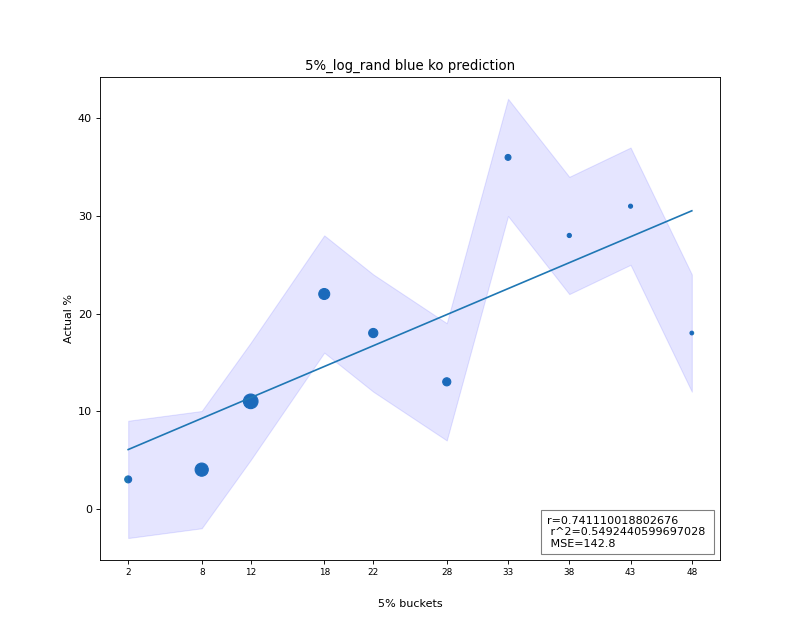 5%_log_rand blue ko prediction
Actual %
40
30
20
10
0
r=0.741110018802676
r^2=0.5492440599697028
MSE=142.8
2 8 12 18 22 28 33 38 43 48
5% buckets